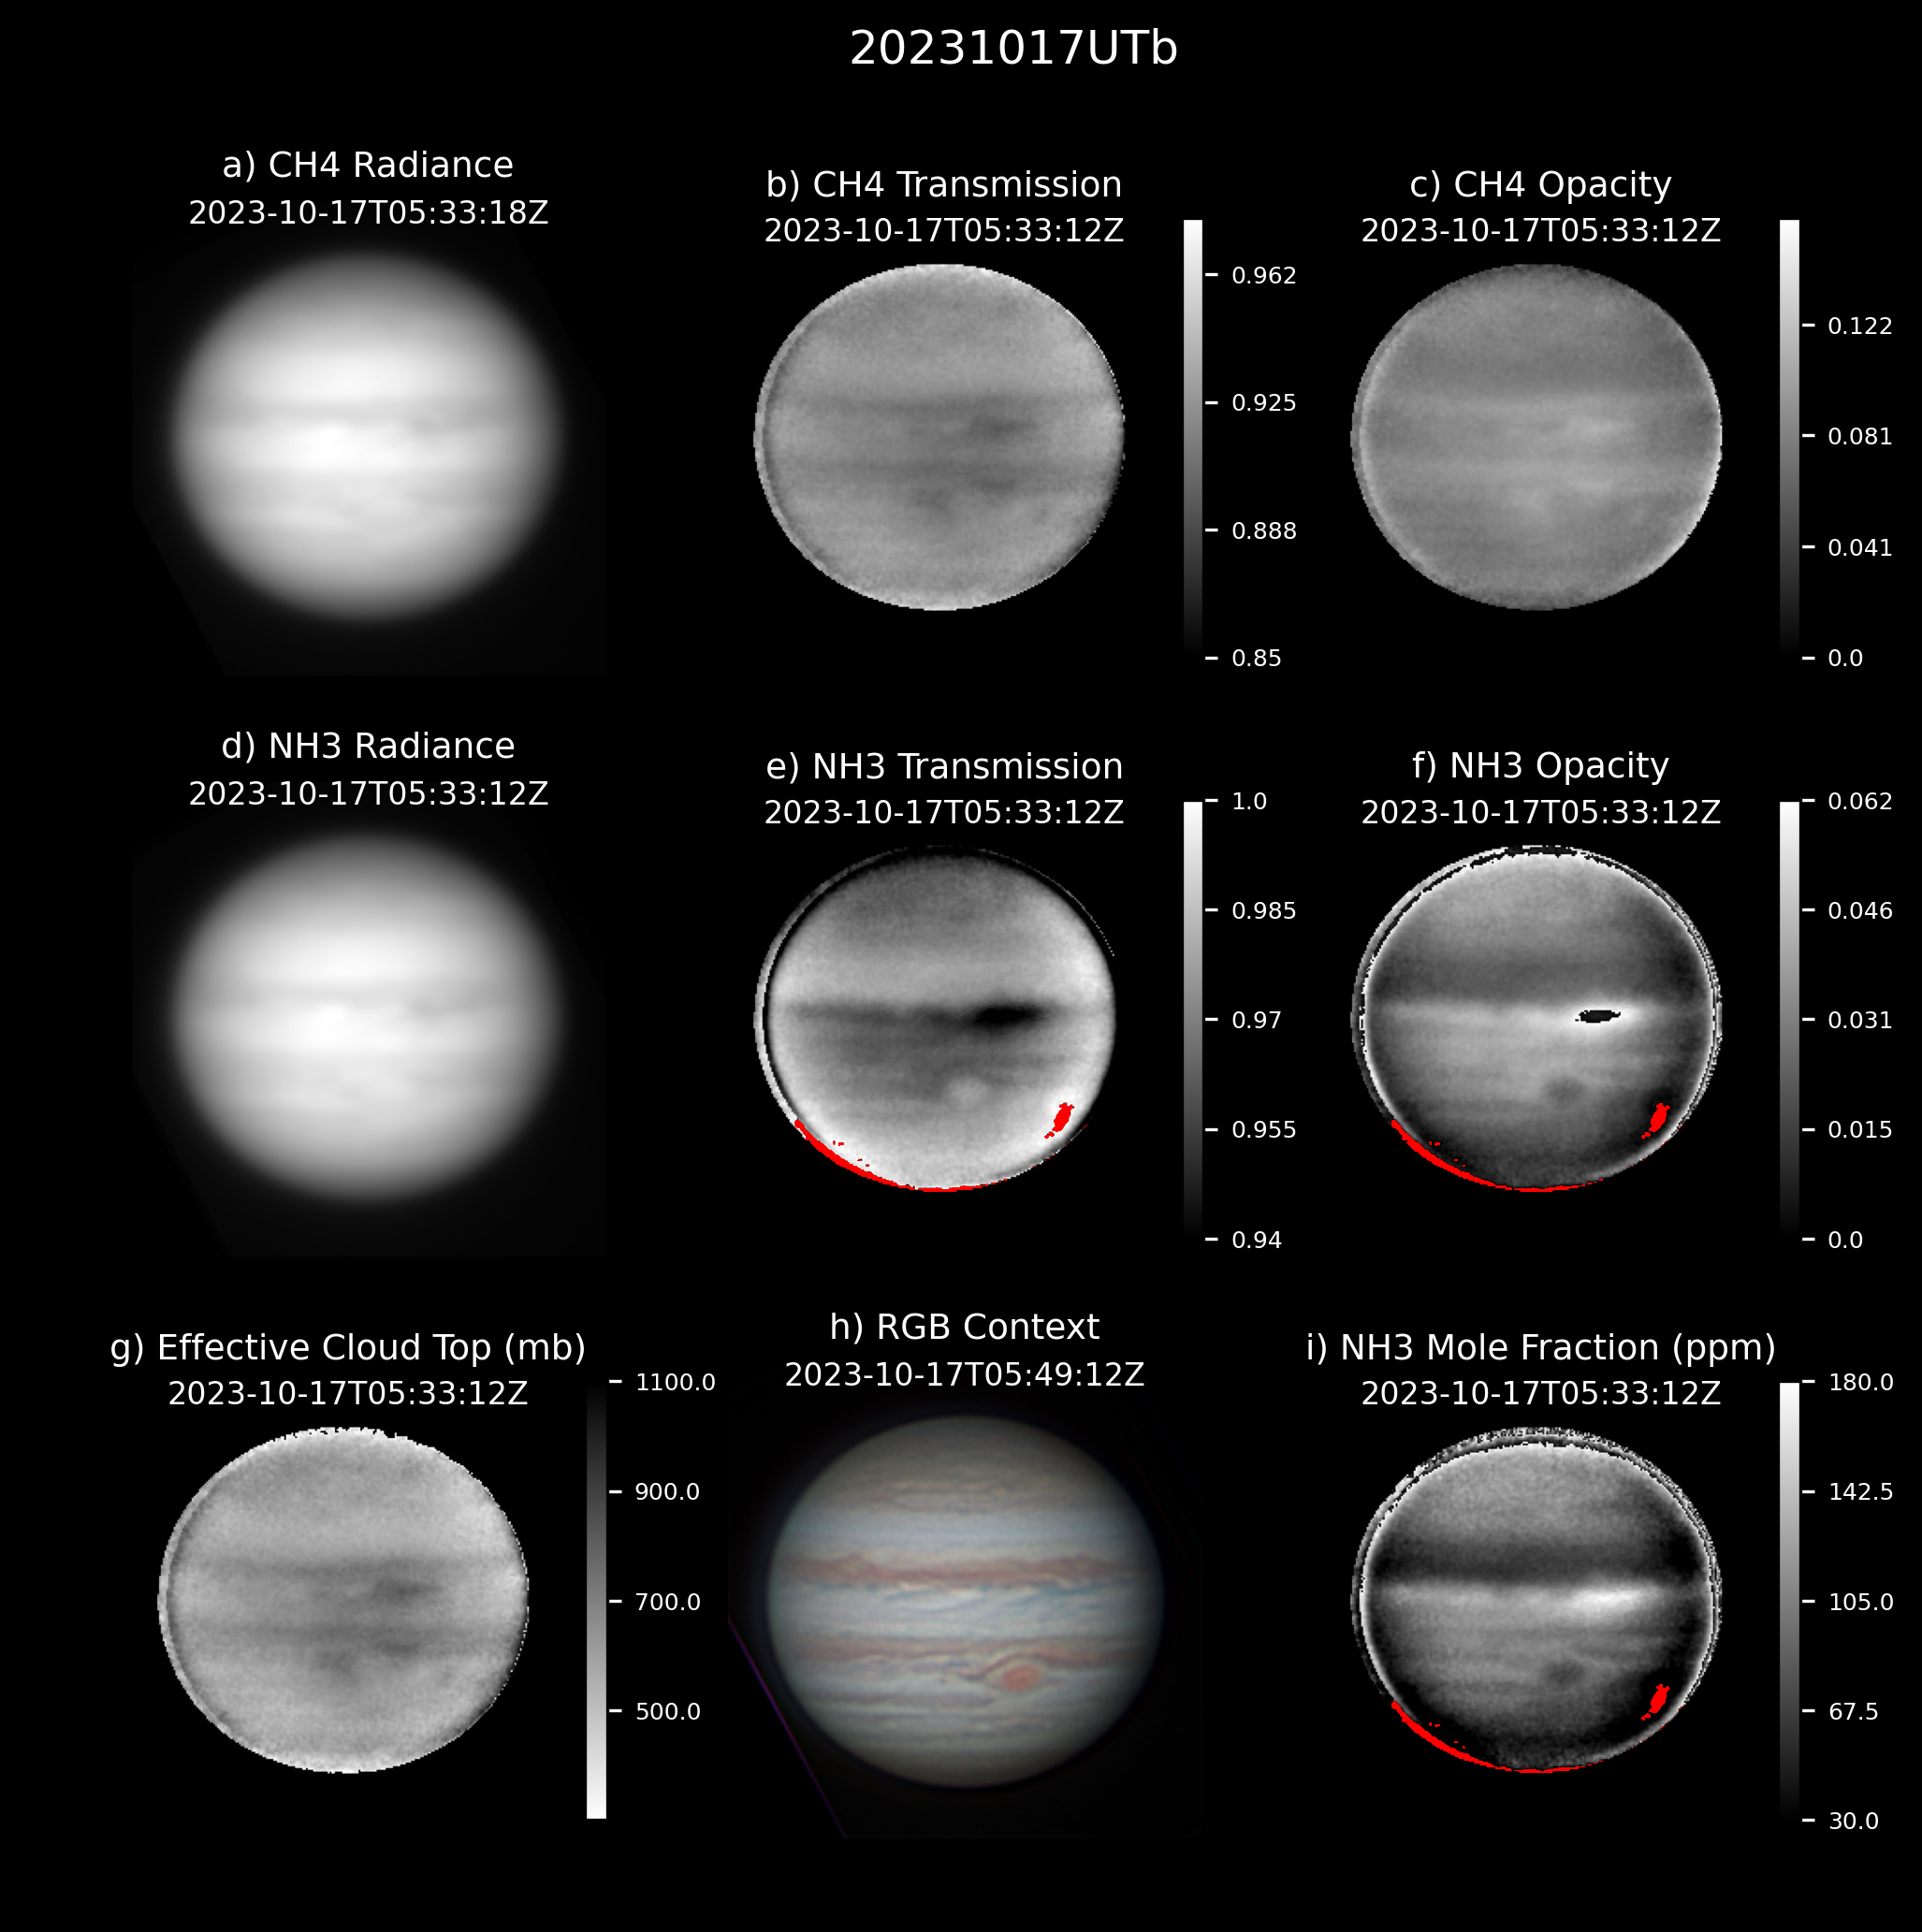 20231017UTb
a) CH4 Radiance
2023-10-17T05:33:18Z
b) CH4 Transmission
2023-10-17T05:33:12Z
0.962
0.925
0.888
0.85
c) CH4 Opacity
2023-10-17T05:33:12Z
0.122
0.081
0.041
0.0
d) NH3 Radiance
2023-10-17T05:33:12Z
e) NH3 Transmission
2023-10-17T05:33:12Z
1.0
0.985
0.97
0.955
0.94
f) NH3 Opacity
2023-10-17T05:33:12Z
0.062
0.046
0.031
0.015
0.0
g) Effective Cloud Top (mb)
2023-10-17T05:33:12Z
1100.0
900.0
700.0
500.0
h) RGB Context
2023-10-17T05:49:12Z
i) NH3 Mole Fraction (ppm)
2023-10-17T05:33:12Z
180.0
142.5
105.0
67.5
30.0